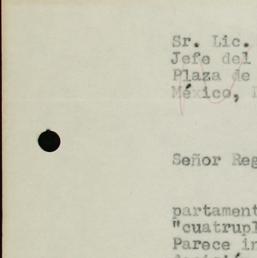 Sr. Lic.
Jefe del
Plaza de
México,
Señor Reg
partament
"cuatrupl
Parece in